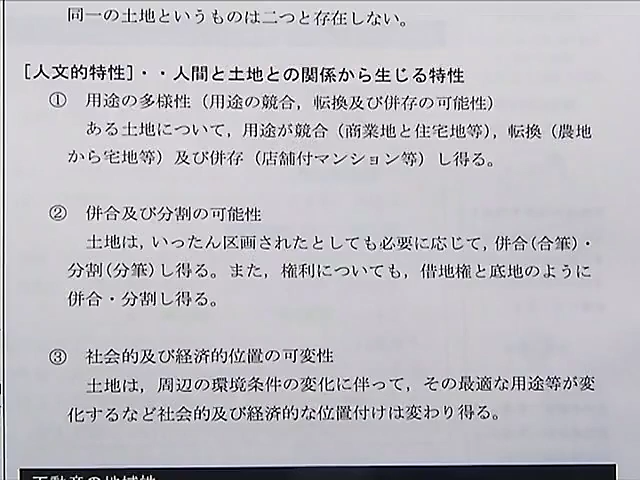 同一の土地というものは二つと存在しない。
［人文的特性］・・人間と土地との関係から生じる特性
① 用途の多様性（用途の競合，転換及び併存の可能性）
ある土地について，用途が競合（商業地と住宅地等），転換（農地
から宅地等）及び併存（店舗付マンション等）し得る。
② 併合及び分割の可能性
土地は，いったん区画されたとしても必要に応じて，併合(合筆)・
分割(分筆)し得る。また，権利についても，借地権と底地のように
併合・分割し得る。
③ 社会的及び経済的位置の可変性
土地は，周辺の環境条件の変化に伴って，その最適な用途等が変
化するなど社会的及び経済的な位置付けは変わり得る。
不動産の地域性